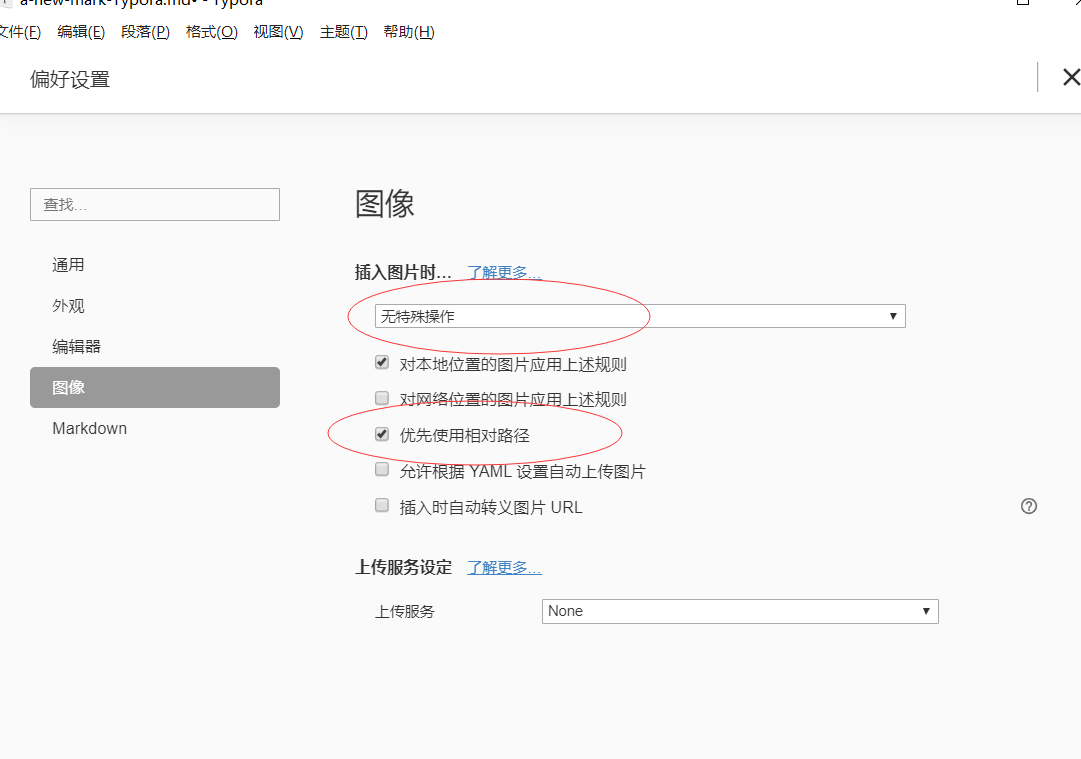 a-new-mark-Typora.md• - Typora
文件(F) 编辑(E) 段落(P) 格式(O) 视图(V) 主题(T) 帮助(H)
偏好设置
查找...
通用
外观
编辑器
图像
Markdown
图像
插入图片时... 了解更多...
无特殊操作
对本地位置的图片应用上述规则
对网络位置的图片应用上述规则
优先使用相对路径
允许根据 YAML 设置自动上传图片
插入时自动转义图片 URL
上传服务设定 了解更多...
上传服务 None